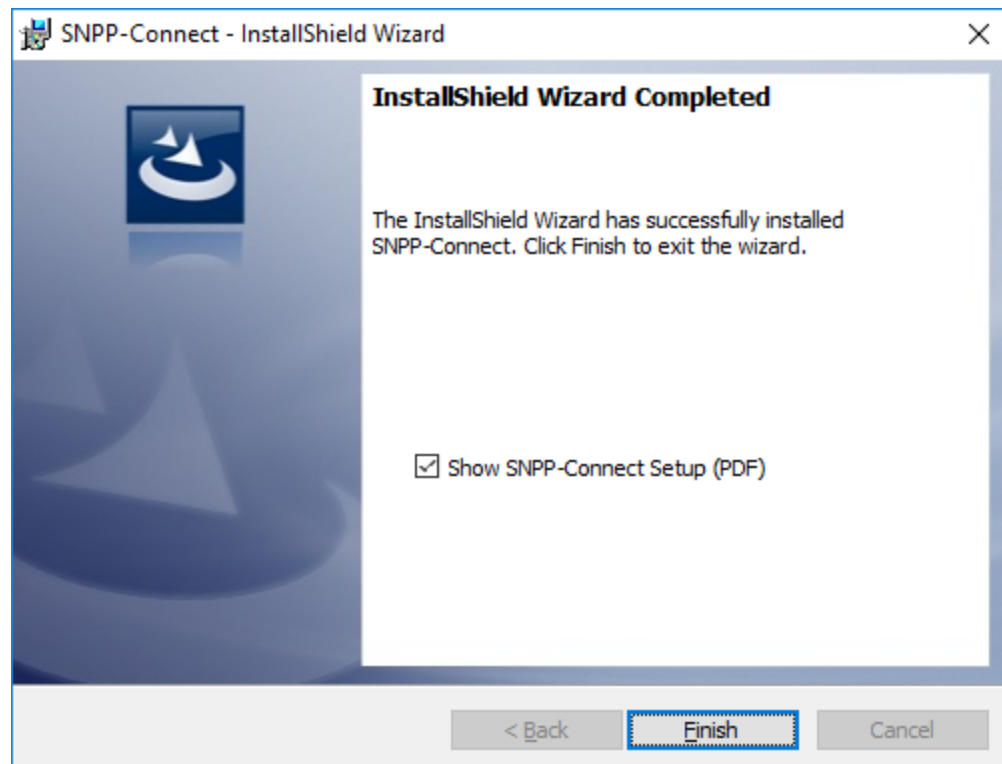 SNPP-Connect - InstallShield Wizard
InstallShield Wizard Completed
The InstallShield Wizard has successfully installed
SNPP-Connect. Click Finish to exit the wizard.
Show SNPP-Connect Setup (PDF)
< Back
Finish
Cancel